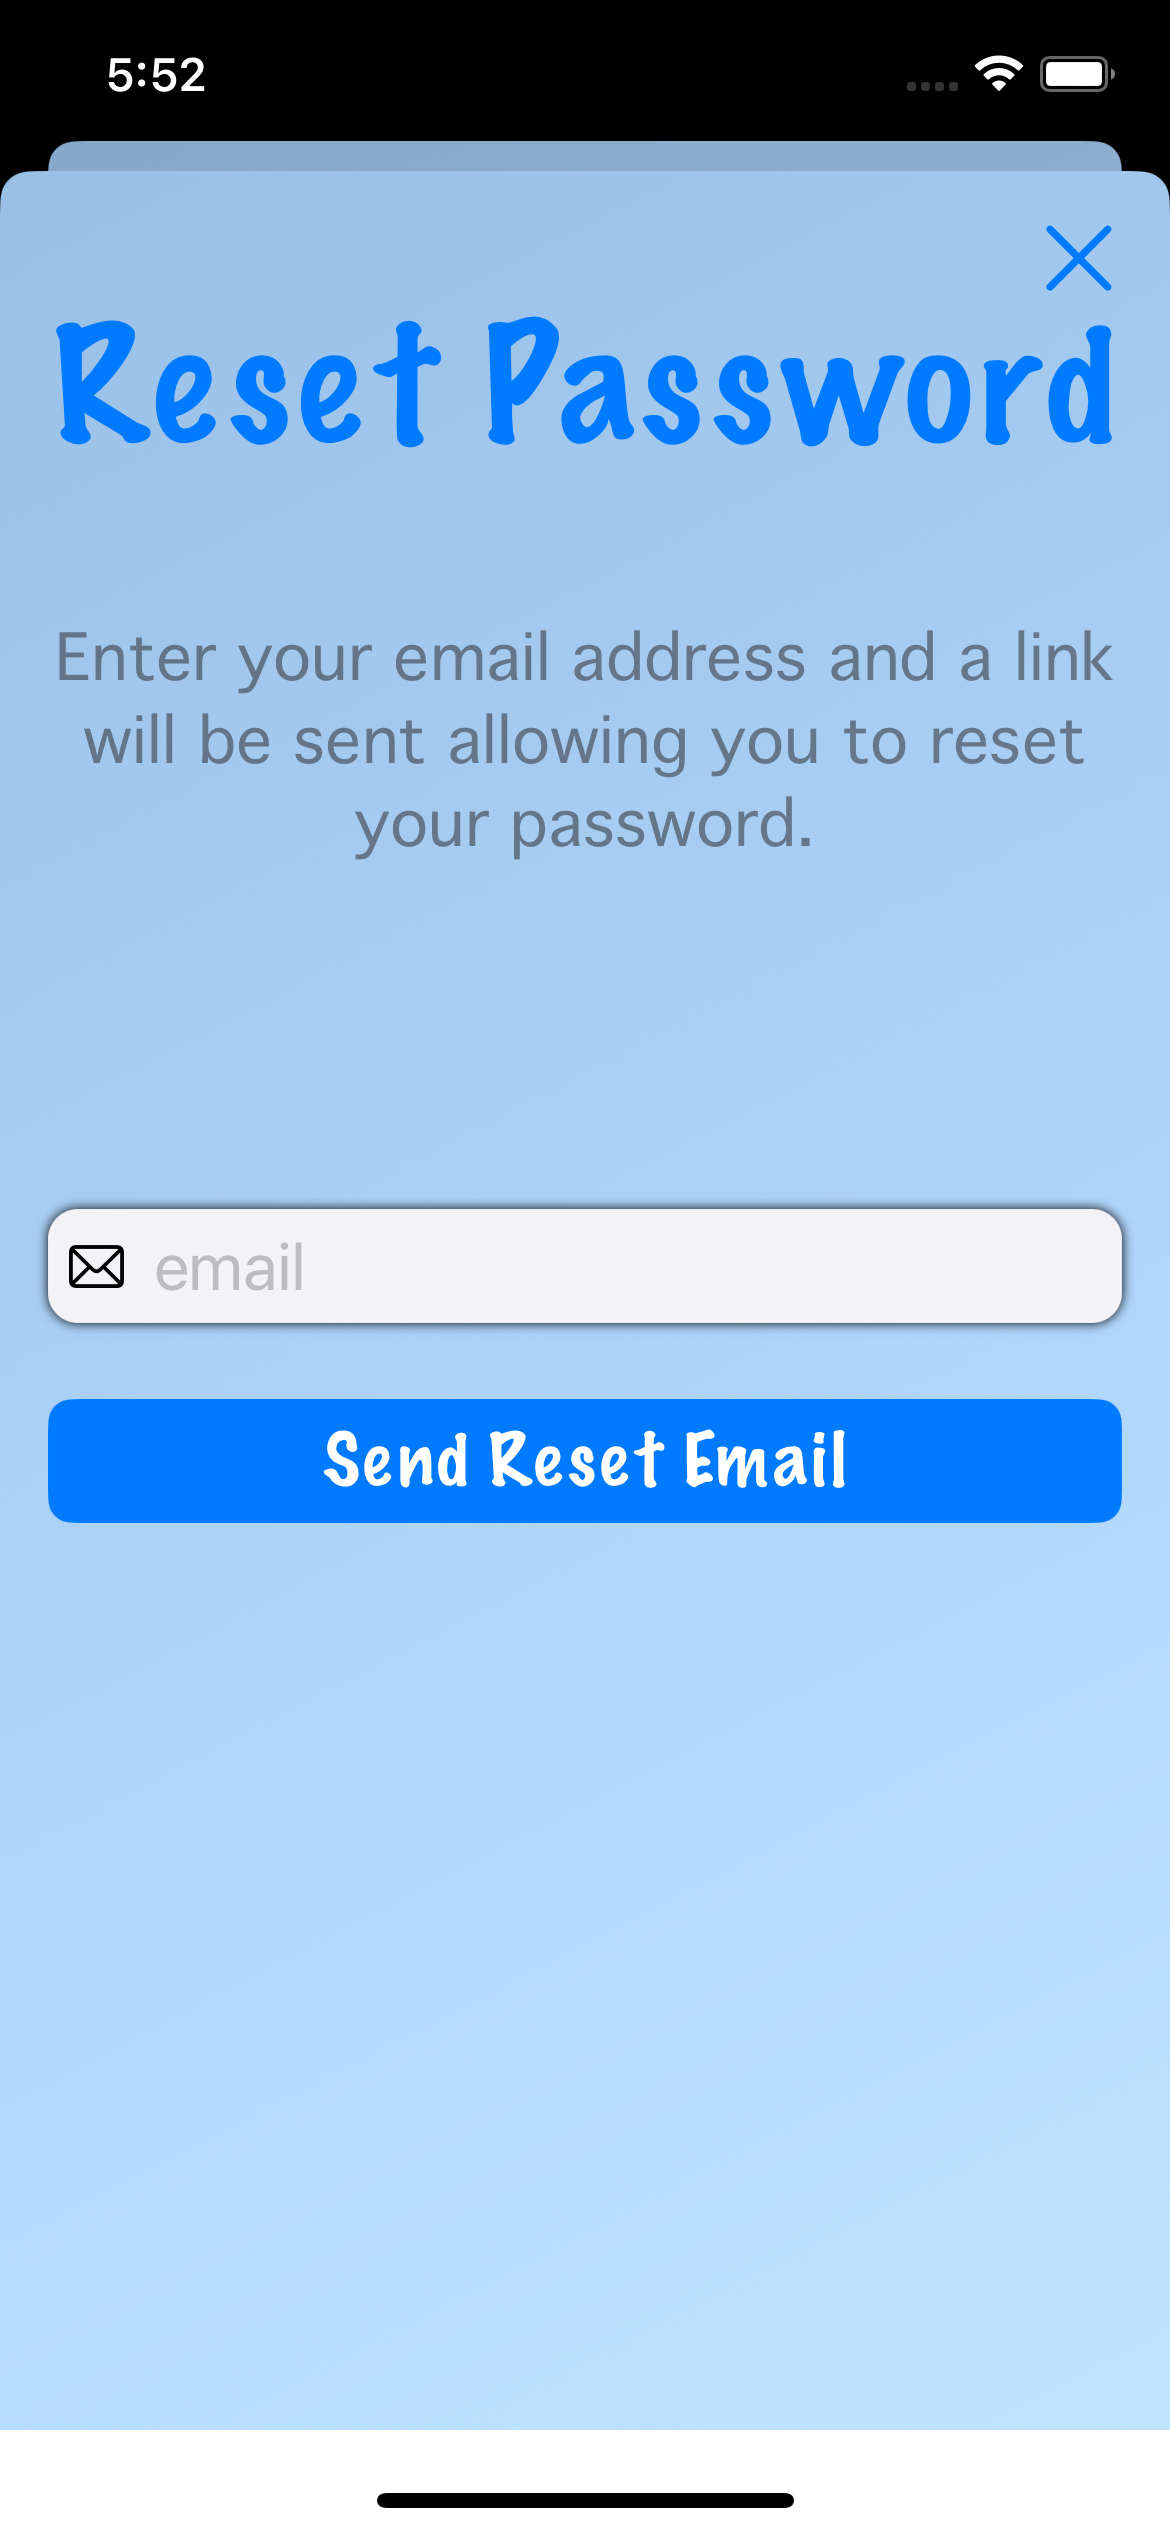 5:52
Reset Password
Enter your email address and a link
will be sent allowing you to reset
your password.
email
Send Reset Email